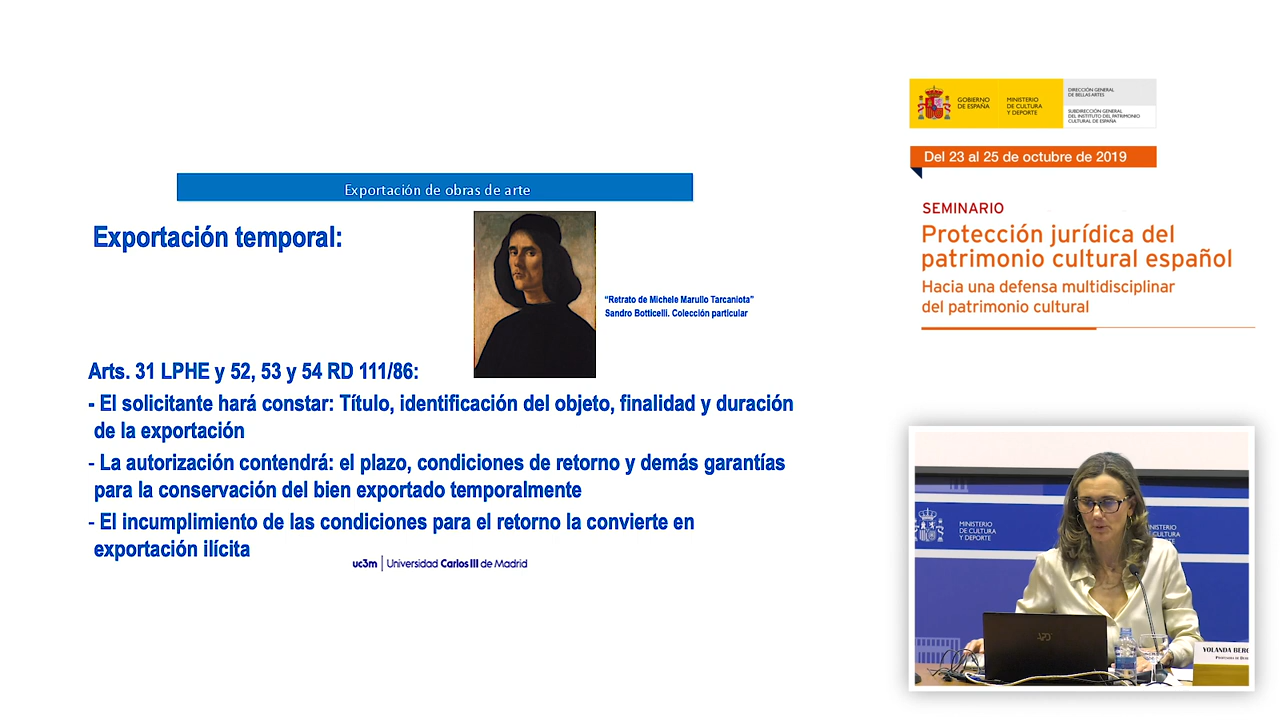 Exportación de obras de arte
Exportación temporal:
"Retrato de Michele Marullo Tarcaniota"
Sandro Botticelli. Colección particular
Arts. 31 LPHE y 52, 53 y 54 RD 111/86:
- El solicitante hará constar: Título, identificación del objeto, finalidad y duración
de la exportación
- La autorización contendrá: el plazo, condiciones de retorno y demás garantías
para la conservación del bien exportado temporalmente
- El incumplimiento de las condiciones para el retorno la convierte en
exportación ilícita
uc3m | Universidad Carlos III de Madrid
GOBIERNO
DE ESPAÑA
MINISTERIO
DE CULTURA
Y DEPORTE
DIRECCIÓN GENERAL
DE BELLAS ARTES
SUBDIRECCIÓN GENERAL
DEL INSTITUTO DEL PATRIMONIO
CULTURAL DE ESPAÑA
Del 23 al 25 de octubre de 2019
SEMINARIO
Protección jurídica del
patrimonio cultural español
Hacia una defensa multidisciplinar
del patrimonio cultural
MINISTERIO
DE CULTURA
Y DEPORTE
MINISTERIO
DE CULTURA
Y DEPORTE
YOLANDA BERG